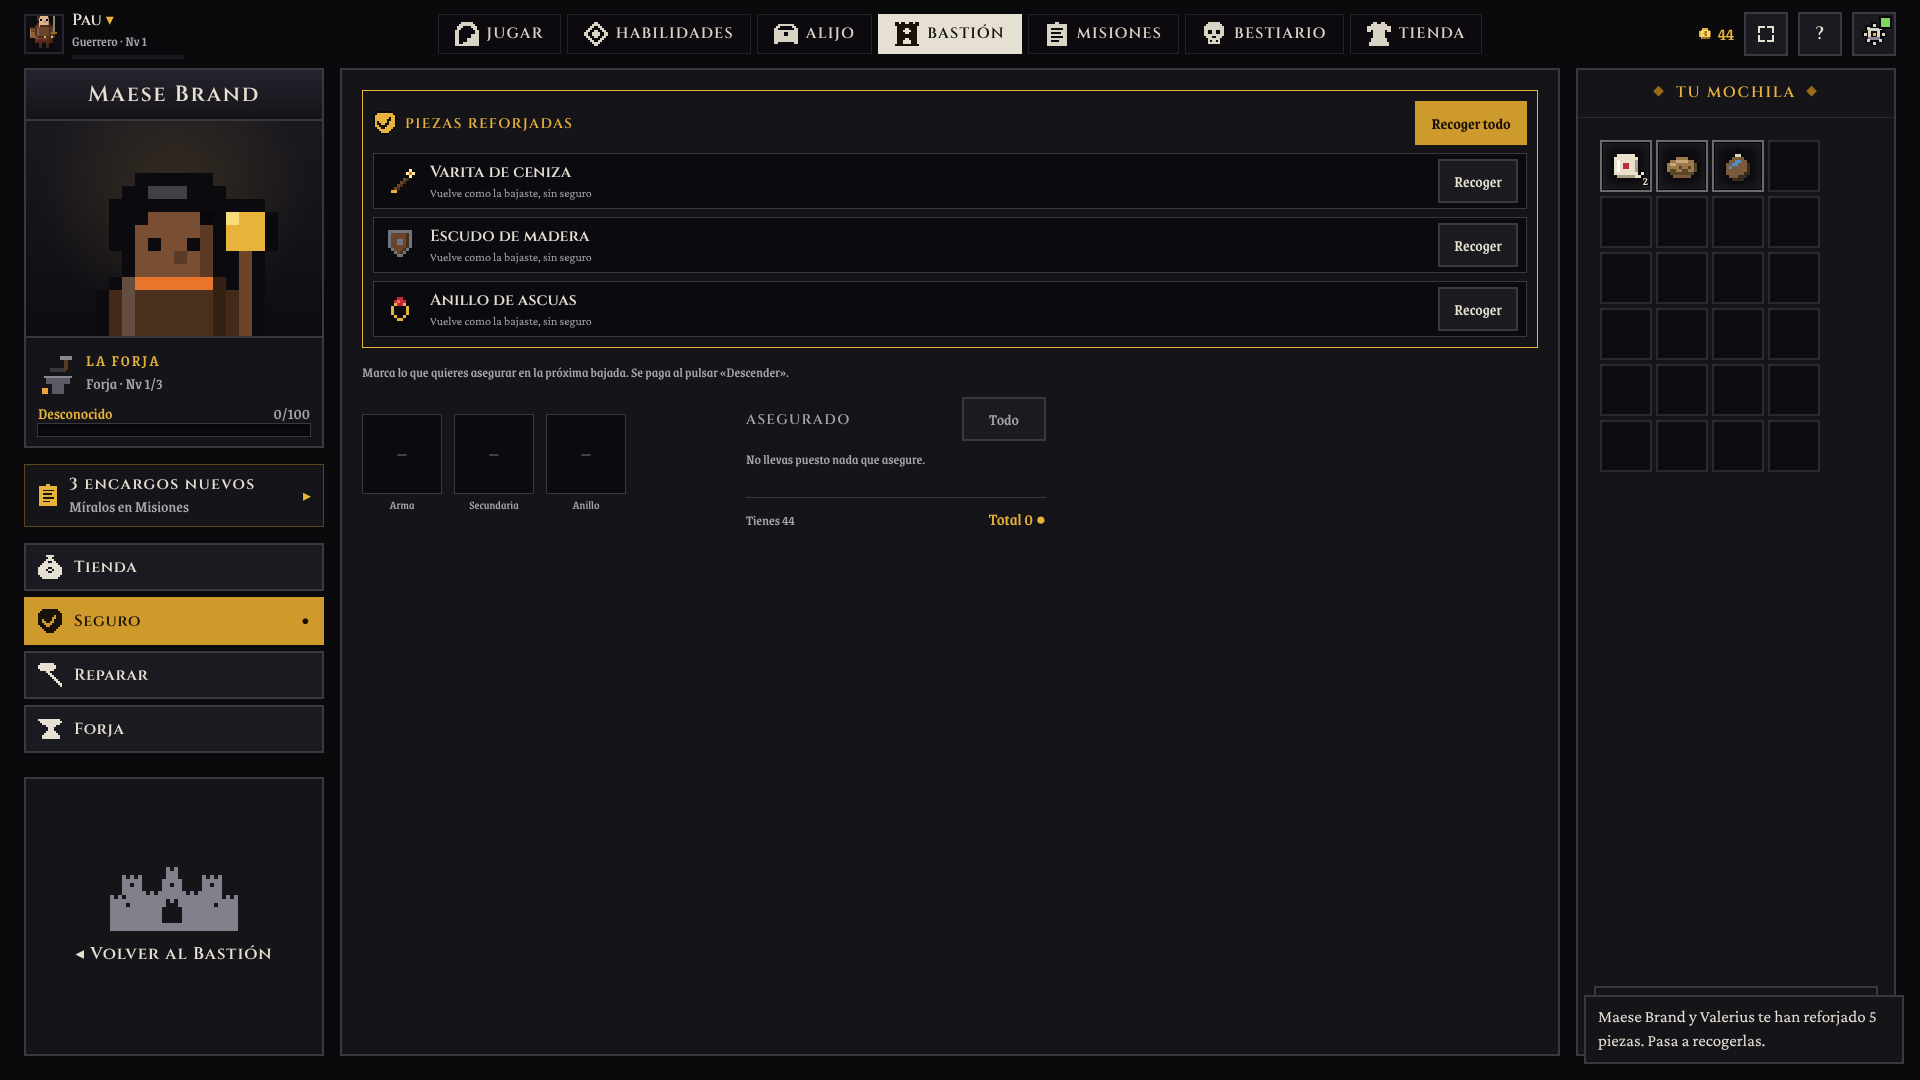 Pau ▼
Guerrero · Nv 1
JUGAR
HABILIDADES
ALIJO
BASTIÓN
MISIONES
BESTIARIO
TIENDA
44
?
Maese Brand
LA FORJA
Forja · Nv 1/3
Desconocido 0/100
3 encargos nuevos
Míralos en Misiones
Tienda
Seguro
Reparar
Forja
◂ Volver al Bastión
PIEZAS REFORJADAS
Recoger todo
Varita de ceniza
Vuelve como la bajaste, sin seguro
Recoger
Escudo de madera
Vuelve como la bajaste, sin seguro
Recoger
Anillo de ascuas
Vuelve como la bajaste, sin seguro
Recoger
Marca lo que quieres asegurar en la próxima bajada. Se paga al pulsar «Descender».
–
–
–
Arma
Secundaria
Anillo
ASEGURADO
Todo
No llevas puesto nada que asegure.
Tienes 44
Total 0
◆ TU MOCHILA ◆
2
Maese Brand y Valerius te han reforjado 5
piezas. Pasa a recogerlas.